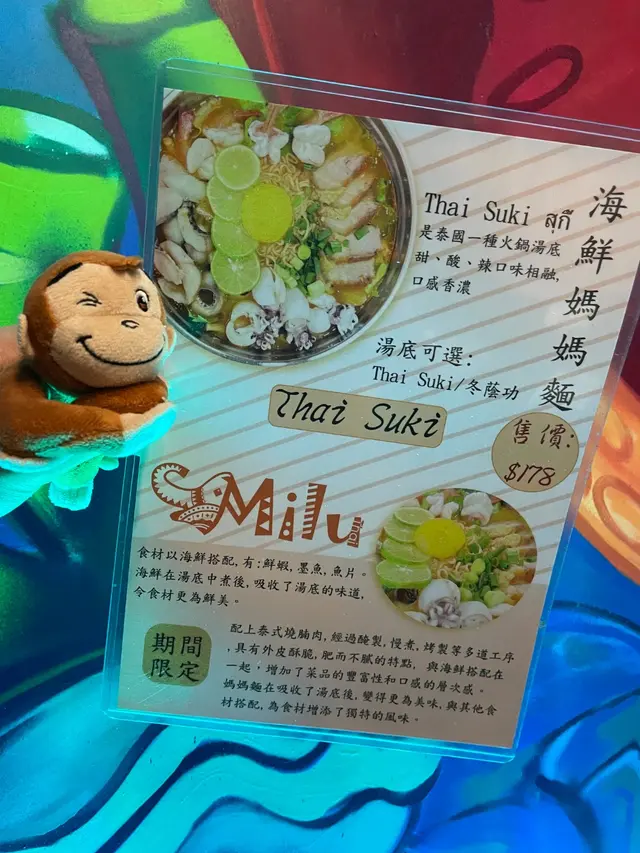 海鮮媽媽麵
Thai Suki สุกี้
是泰國一種火鍋湯底
甜、酸、辣口味相融,
口感香濃
湯底可選:
Thai Suki/冬蔭功
Thai Suki
售價:
$178
Milu
thai
食材以海鮮搭配,有:鮮蝦,墨魚,魚片。
海鮮在湯底中煮後,吸收了湯底的味道,
令食材更為鮮美。
期間
限定
配上泰式燒腩肉,經過醃製,慢煮,烤製等多道工序
,具有外皮酥脆,肥而不膩的特點, 與海鮮搭配在
一起,增加了菜品的豐富性和口感的層次感。
媽媽麵在吸收了湯底後,變得更為美味,與其他食
材搭配,為食材增添了獨特的風味。